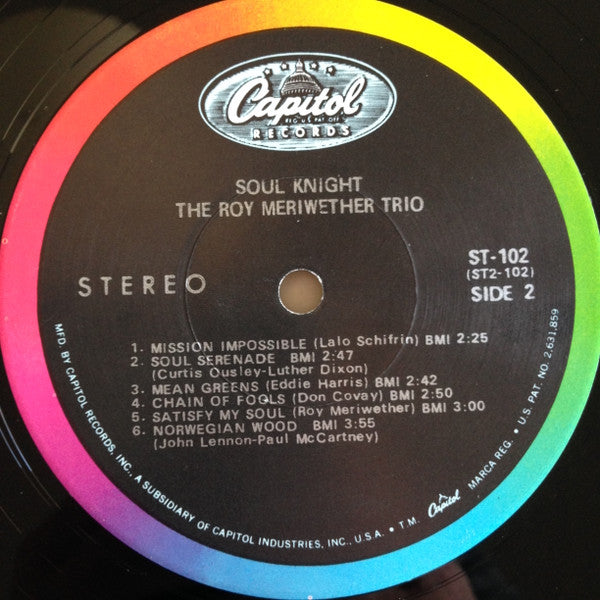 Capitol
REG. U.S. PAT. OFF.
RECORDS
SOUL KNIGHT
THE ROY MERIWETHER TRIO
STEREO
ST-102
(ST2-102)
SIDE 2
1. MISSION IMPOSSIBLE (Lalo Schifrin) BMI 2:25
2. SOUL SERENADE BMI 2:47
(Curtis Ousley-Luther Dixon)
3. MEAN GREENS (Eddie Harris) BMI 2:42
4. CHAIN OF FOOLS (Don Covay) BMI 2:50
5. SATISFY MY SOUL (Roy Meriwether) BMI 3:00
6. NORWEGIAN WOOD BMI 3:55
(John Lennon-Paul McCartney)
MFD. BY CAPITOL RECORDS, INC., A SUBSIDIARY OF CAPITOL INDUSTRIES, INC., U.S.A. • T.M. Capitol MARCA REG. • U.S. PAT. NO. 2,631,859